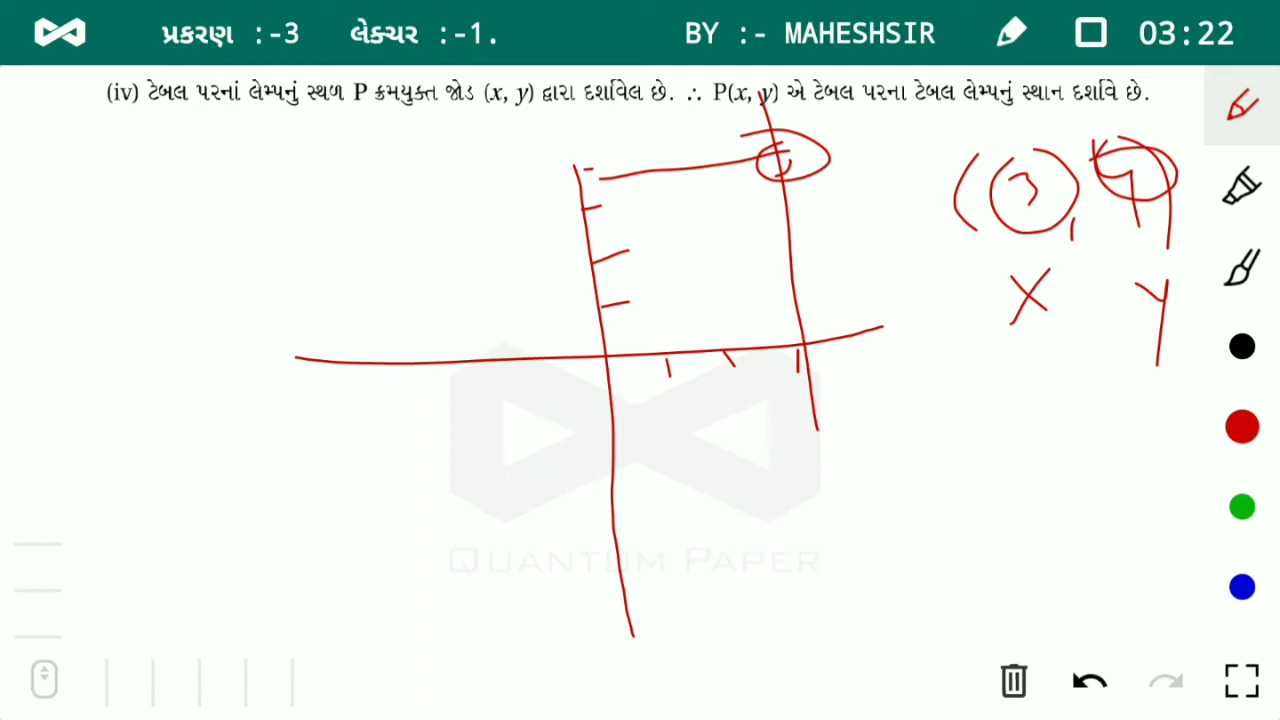 પ્રકરણ :-3 લેક્ચર :-1. BY :- MAHESHSIR 03:22
(iv) ટેબલ પરનાં લેમ્પનું સ્થળ P ક્રમયુક્ત જોડ (x, y) દ્વારા દર્શાવેલ છે. ∴ P(x, y) એ ટેબલ પરના ટેબલ લેમ્પનું સ્થાન દર્શાવે છે.
(3, 4)
X Y
QUANTUM PAPER